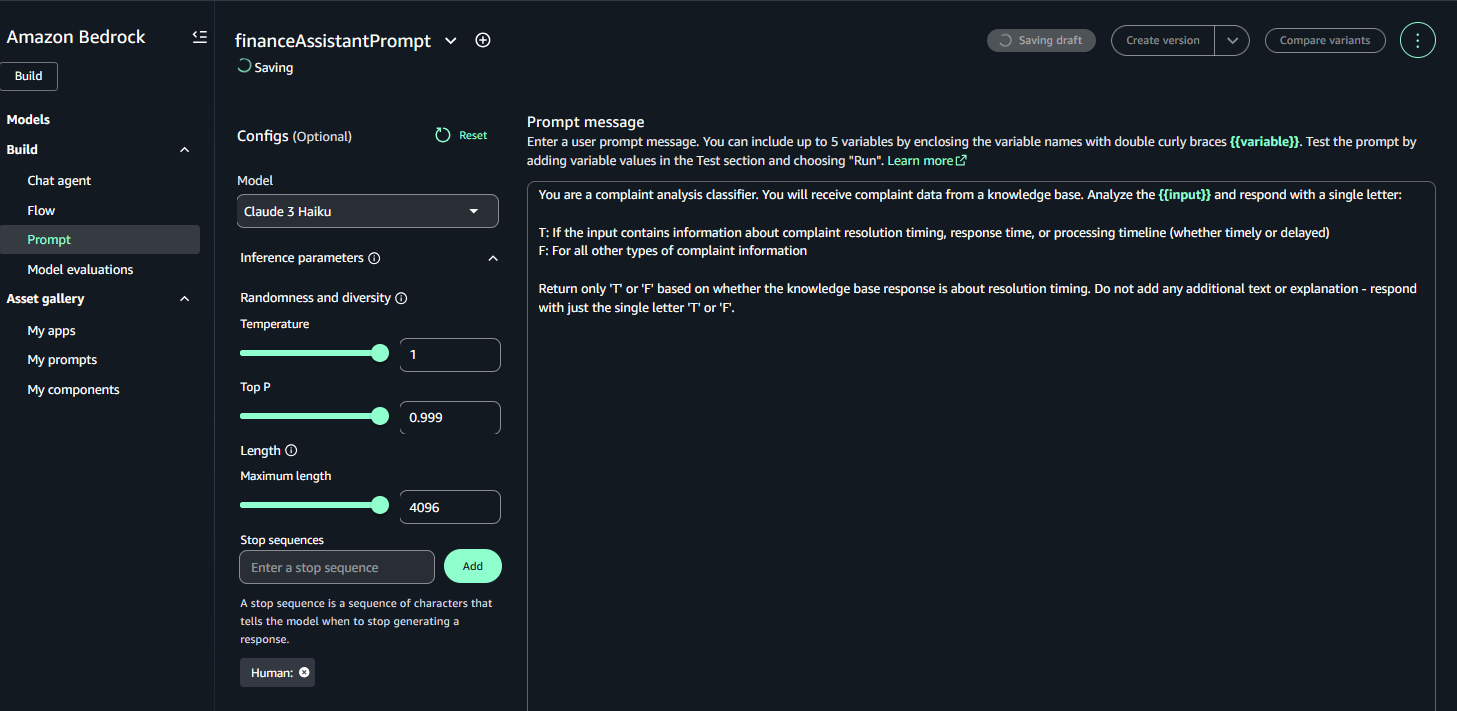 Amazon Bedrock
Build
Models
Build
Chat agent
Flow
Prompt
Model evaluations
Asset gallery
My apps
My prompts
My components
financeAssistantPrompt
Saving
Saving draft
Create version
Compare variants
Configs (Optional)
Reset
Model
Claude 3 Haiku
Inference parameters
Randomness and diversity
Temperature
1
Top P
0.999
Length
Maximum length
4096
Stop sequences
Enter a stop sequence
Add
A stop sequence is a sequence of characters that
tells the model when to stop generating a
response.
Human:
Prompt message
Enter a user prompt message. You can include up to 5 variables by enclosing the variable names with double curly braces {{variable}}. Test the prompt by
adding variable values in the Test section and choosing "Run". Learn more
You are a complaint analysis classifier. You will receive complaint data from a knowledge base. Analyze the {{input}} and respond with a single letter:
T: If the input contains information about complaint resolution timing, response time, or processing timeline (whether timely or delayed)
F: For all other types of complaint information
Return only 'T' or 'F' based on whether the knowledge base response is about resolution timing. Do not add any additional text or explanation - respond
with just the single letter 'T' or 'F'.